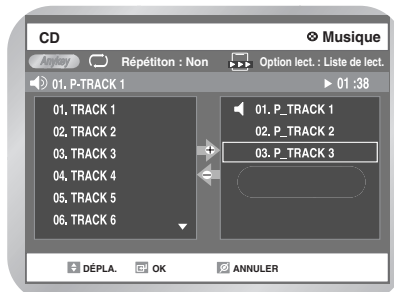 CD Musique
Anykey Répétiton : Non Option lect. : Liste de lect.
01. P-TRACK 1 01 :38
01. TRACK 1
02. TRACK 2
03. TRACK 3
04. TRACK 4
05. TRACK 5
06. TRACK 6
01. P_TRACK 1
02. P_TRACK 2
03. P_TRACK 3
DÉPLA. OK ANNULER